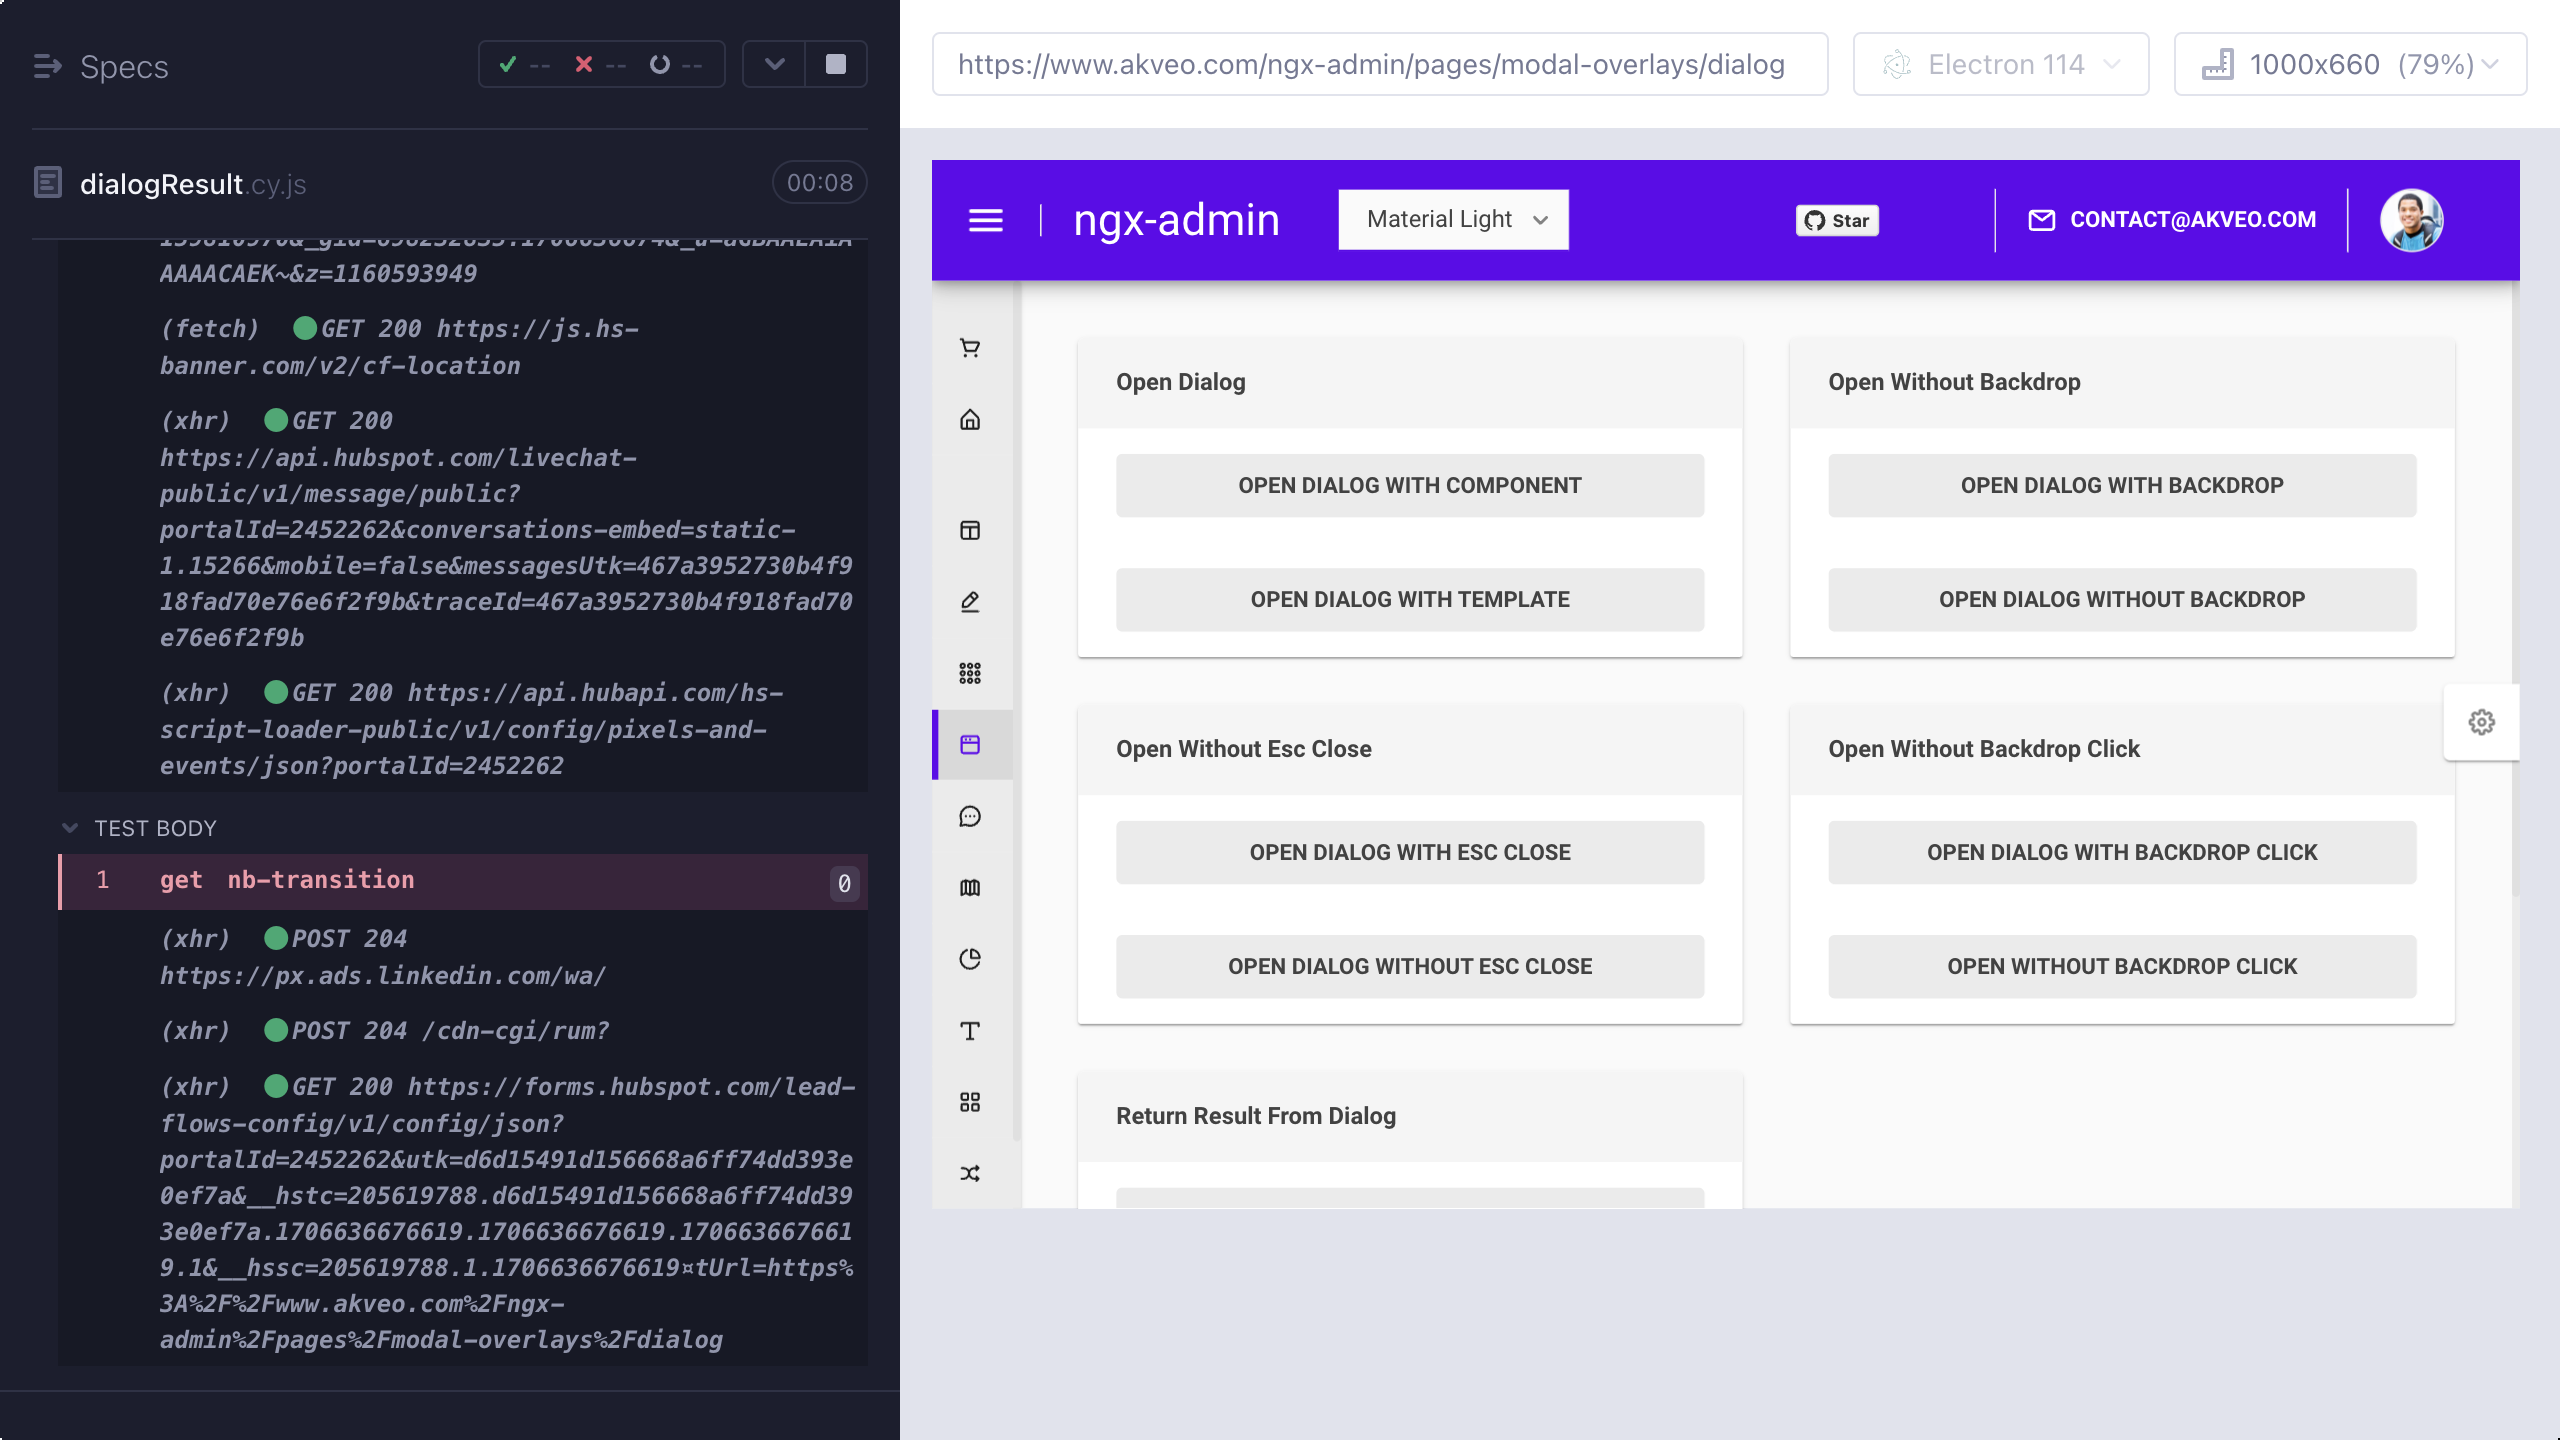 Specs
-- -- --
dialogResult.cy.js
00:08
AAAACAEK~&z=1160593949
(fetch) GET 200 https://js.hs-
banner.com/v2/cf-location
(xhr) GET 200
https://api.hubspot.com/livechat-
public/v1/message/public?
portalId=2452262&conversations-embed=static-
1.15266&mobile=false&messagesUtk=467a3952730b4f9
18fad70e76e6f2f9b&traceId=467a3952730b4f918fad70
e76e6f2f9b
(xhr) GET 200 https://api.hubapi.com/hs-
script-loader-public/v1/config/pixels-and-
events/json?portalId=2452262
TEST BODY
1 get nb-transition 0
(xhr) POST 204
https://px.ads.linkedin.com/wa/
(xhr) POST 204 /cdn-cgi/rum?
(xhr) GET 200 https://forms.hubspot.com/lead-
flows-config/v1/config/json?
portalId=2452262&utk=d6d15491d156668a6ff74dd393e
0ef7a&__hstc=205619788.d6d15491d156668a6ff74dd39
3e0ef7a.1706636676619.1706636676619.170663667661
9.1&__hssc=205619788.1.1706636676619¤tUrl=https%
3A%2F%2Fwww.akveo.com%2Fngx-
admin%2Fpages%2Fmodal-overlays%2Fdialog
https://www.akveo.com/ngx-admin/pages/modal-overlays/dialog
Electron 114
1000x660 (79%)
ngx-admin
Material Light
Star
CONTACT@AKVEO.COM
Open Dialog
OPEN DIALOG WITH COMPONENT
OPEN DIALOG WITH TEMPLATE
Open Without Backdrop
OPEN DIALOG WITH BACKDROP
OPEN DIALOG WITHOUT BACKDROP
Open Without Esc Close
OPEN DIALOG WITH ESC CLOSE
OPEN DIALOG WITHOUT ESC CLOSE
Open Without Backdrop Click
OPEN DIALOG WITH BACKDROP CLICK
OPEN WITHOUT BACKDROP CLICK
Return Result From Dialog